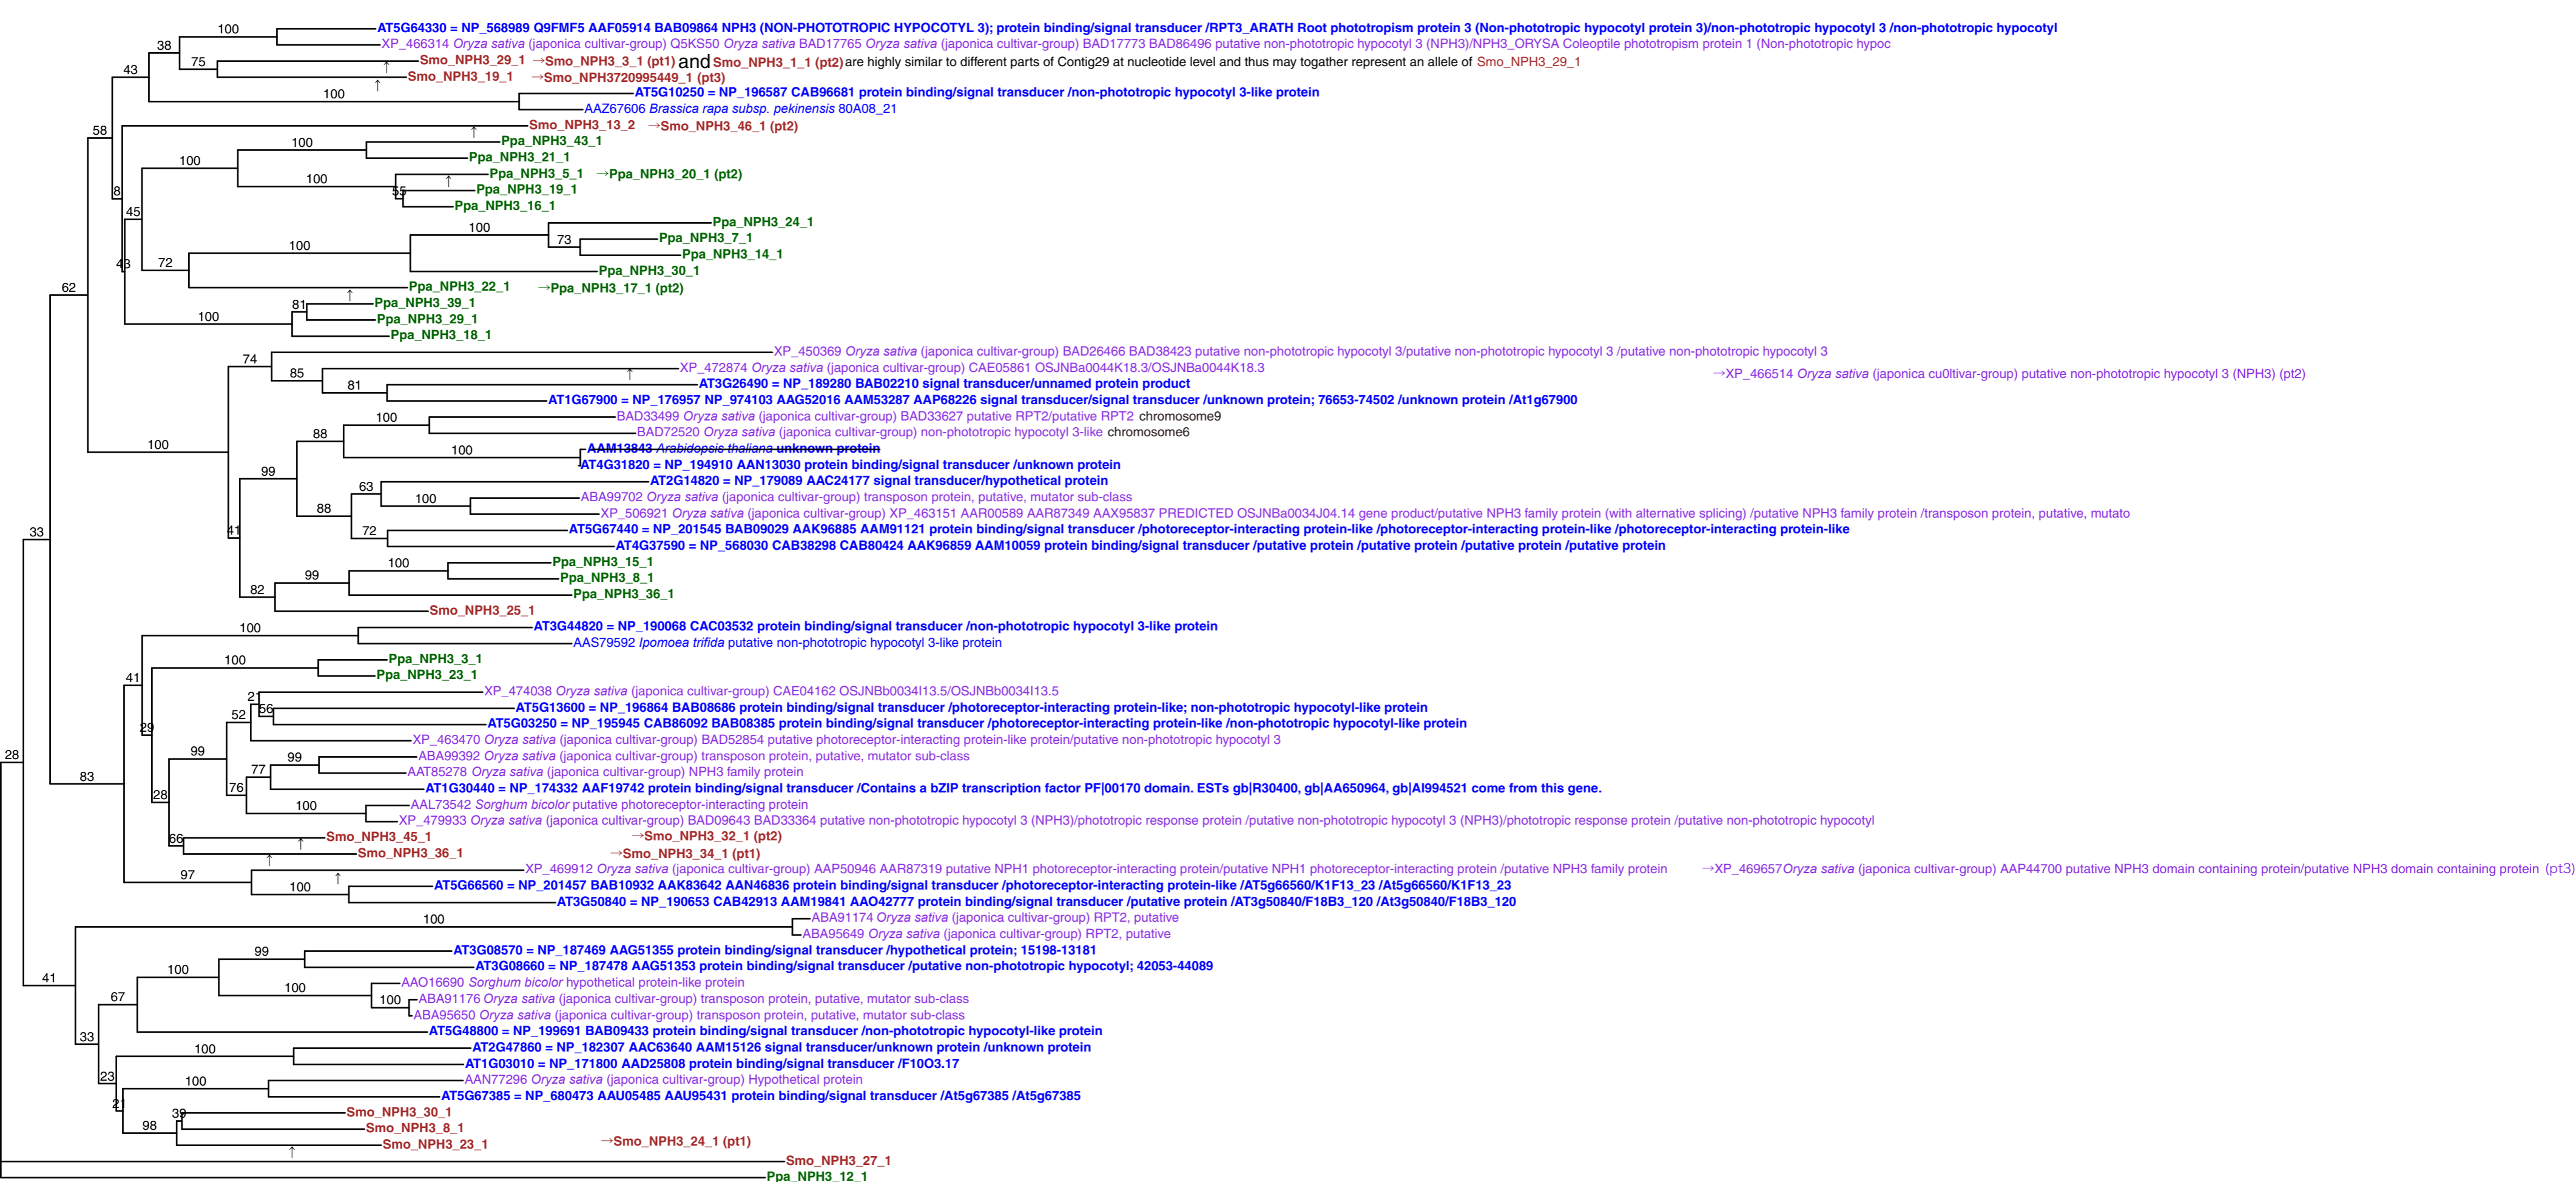 100 AT5G64330 = NP_568989 Q9FMF5 AAF05914 BAB09864 NPH3 (NON-PHOTOTROPIC HYPOCOTYL 3); protein binding/signal transducer /RPT3_ARATH Root phototropism protein 3 (Non-phototropic hypocotyl protein 3)/non-phototropic hypocotyl 3 /non-phototropic hypocotyl
38 XP_466314 Oryza sativa (japonica cultivar-group) Q5KS50 Oryza sativa BAD17765 Oryza sativa (japonica cultivar-group) BAD17773 BAD86496 putative non-phototropic hypocotyl 3 (NPH3)/NPH3_ORYSA Coleoptile phototropism protein 1 (Non-phototropic hypoc
75 ↑ Smo_NPH3_29_1 →Smo_NPH3_3_1 (pt1) and Smo_NPH3_1_1 (pt2) are highly similar to different parts of Contig29 at nucleotide level and thus may togather represent an allele of Smo_NPH3_29_1
43 ↑ Smo_NPH3_19_1 →Smo_NPH3720995449_1 (pt3)
100 AT5G10250 = NP_196587 CAB96681 protein binding/signal transducer /non-phototropic hypocotyl 3-like protein
AAZ67606 Brassica rapa subsp. pekinensis 80A08_21
58 ↑ Smo_NPH3_13_2 →Smo_NPH3_46_1 (pt2)
100 Ppa_NPH3_43_1
100 Ppa_NPH3_21_1
100 ↑ Ppa_NPH3_5_1 →Ppa_NPH3_20_1 (pt2)
8 55 Ppa_NPH3_19_1
45 Ppa_NPH3_16_1
100 Ppa_NPH3_24_1
73 Ppa_NPH3_7_1
100 Ppa_NPH3_14_1
43 72 Ppa_NPH3_30_1
62 ↑ Ppa_NPH3_22_1 →Ppa_NPH3_17_1 (pt2)
81 Ppa_NPH3_39_1
100 Ppa_NPH3_29_1
Ppa_NPH3_18_1
74 XP_450369 Oryza sativa (japonica cultivar-group) BAD26466 BAD38423 putative non-phototropic hypocotyl 3/putative non-phototropic hypocotyl 3 /putative non-phototropic hypocotyl 3
85 ↑ XP_472874 Oryza sativa (japonica cultivar-group) CAE05861 OSJNBa0044K18.3/OSJNBa0044K18.3 →XP_466514 Oryza sativa (japonica cu0ltivar-group) putative non-phototropic hypocotyl 3 (NPH3) (pt2)
81 AT3G26490 = NP_189280 BAB02210 signal transducer/unnamed protein product
AT1G67900 = NP_176957 NP_974103 AAG52016 AAM53287 AAP68226 signal transducer/signal transducer /unknown protein; 76653-74502 /unknown protein /At1g67900
100 BAD33499 Oryza sativa (japonica cultivar-group) BAD33627 putative RPT2/putative RPT2 chromosome9
88 BAD72520 Oryza sativa (japonica cultivar-group) non-phototropic hypocotyl 3-like chromosome6
100 100 AAM13843 Arabidopsis thaliana unknown protein
99 AT4G31820 = NP_194910 AAN13030 protein binding/signal transducer /unknown protein
63 AT2G14820 = NP_179089 AAC24177 signal transducer/hypothetical protein
100 ABA99702 Oryza sativa (japonica cultivar-group) transposon protein, putative, mutator sub-class
88 XP_506921 Oryza sativa (japonica cultivar-group) XP_463151 AAR00589 AAR87349 AAX95837 PREDICTED OSJNBa0034J04.14 gene product/putative NPH3 family protein (with alternative splicing) /putative NPH3 family protein /transposon protein, putative, mutato
33 41 72 AT5G67440 = NP_201545 BAB09029 AAK96885 AAM91121 protein binding/signal transducer /photoreceptor-interacting protein-like /photoreceptor-interacting protein-like /photoreceptor-interacting protein-like
AT4G37590 = NP_568030 CAB38298 CAB80424 AAK96859 AAM10059 protein binding/signal transducer /putative protein /putative protein /putative protein /putative protein
100 Ppa_NPH3_15_1
99 Ppa_NPH3_8_1
82 Ppa_NPH3_36_1
Smo_NPH3_25_1
100 AT3G44820 = NP_190068 CAC03532 protein binding/signal transducer /non-phototropic hypocotyl 3-like protein
AAS79592 Ipomoea trifida putative non-phototropic hypocotyl 3-like protein
100 Ppa_NPH3_3_1
41 Ppa_NPH3_23_1
21 XP_474038 Oryza sativa (japonica cultivar-group) CAE04162 OSJNBb0034I13.5/OSJNBb0034I13.5
52 56 AT5G13600 = NP_196864 BAB08686 protein binding/signal transducer /photoreceptor-interacting protein-like; non-phototropic hypocotyl-like protein
29 AT5G03250 = NP_195945 CAB86092 BAB08385 protein binding/signal transducer /photoreceptor-interacting protein-like /non-phototropic hypocotyl-like protein
99 XP_463470 Oryza sativa (japonica cultivar-group) BAD52854 putative photoreceptor-interacting protein-like protein/putative non-phototropic hypocotyl 3
28 99 ABA99392 Oryza sativa (japonica cultivar-group) transposon protein, putative, mutator sub-class
83 77 AAT85278 Oryza sativa (japonica cultivar-group) NPH3 family protein
28 76 AT1G30440 = NP_174332 AAF19742 protein binding/signal transducer /Contains a bZIP transcription factor PF|00170 domain. ESTs gb|R30400, gb|AA650964, gb|AI994521 come from this gene.
100 AAL73542 Sorghum bicolor putative photoreceptor-interacting protein
XP_479933 Oryza sativa (japonica cultivar-group) BAD09643 BAD33364 putative non-phototropic hypocotyl 3 (NPH3)/phototropic response protein /putative non-phototropic hypocotyl 3 (NPH3)/phototropic response protein /putative non-phototropic hypocotyl
66 ↑ Smo_NPH3_45_1 →Smo_NPH3_32_1 (pt2)
↑ Smo_NPH3_36_1 →Smo_NPH3_34_1 (pt1)
97 ↑ XP_469912 Oryza sativa (japonica cultivar-group) AAP50946 AAR87319 putative NPH1 photoreceptor-interacting protein/putative NPH1 photoreceptor-interacting protein /putative NPH3 family protein →XP_469657Oryza sativa (japonica cultivar-group) AAP44700 putative NPH3 domain containing protein/putative NPH3 domain containing protein (pt3)
100 AT5G66560 = NP_201457 BAB10932 AAK83642 AAN46836 protein binding/signal transducer /photoreceptor-interacting protein-like /AT5g66560/K1F13_23 /At5g66560/K1F13_23
AT3G50840 = NP_190653 CAB42913 AAM19841 AAO42777 protein binding/signal transducer /putative protein /AT3g50840/F18B3_120 /At3g50840/F18B3_120
100 ABA91174 Oryza sativa (japonica cultivar-group) RPT2, putative
ABA95649 Oryza sativa (japonica cultivar-group) RPT2, putative
99 AT3G08570 = NP_187469 AAG51355 protein binding/signal transducer /hypothetical protein; 15198-13181
41 100 AT3G08660 = NP_187478 AAG51353 protein binding/signal transducer /putative non-phototropic hypocotyl; 42053-44089
100 AAO16690 Sorghum bicolor hypothetical protein-like protein
67 100 ABA91176 Oryza sativa (japonica cultivar-group) transposon protein, putative, mutator sub-class
ABA95650 Oryza sativa (japonica cultivar-group) transposon protein, putative, mutator sub-class
33 AT5G48800 = NP_199691 BAB09433 protein binding/signal transducer /non-phototropic hypocotyl-like protein
100 AT2G47860 = NP_182307 AAC63640 AAM15126 signal transducer/unknown protein /unknown protein
AT1G03010 = NP_171800 AAD25808 protein binding/signal transducer /F10O3.17
23 100 AAN77296 Oryza sativa (japonica cultivar-group) Hypothetical protein
21 AT5G67385 = NP_680473 AAU05485 AAU95431 protein binding/signal transducer /At5g67385 /At5g67385
39 Smo_NPH3_30_1
98 Smo_NPH3_8_1
↑ Smo_NPH3_23_1 →Smo_NPH3_24_1 (pt1)
Smo_NPH3_27_1
Ppa_NPH3_12_1